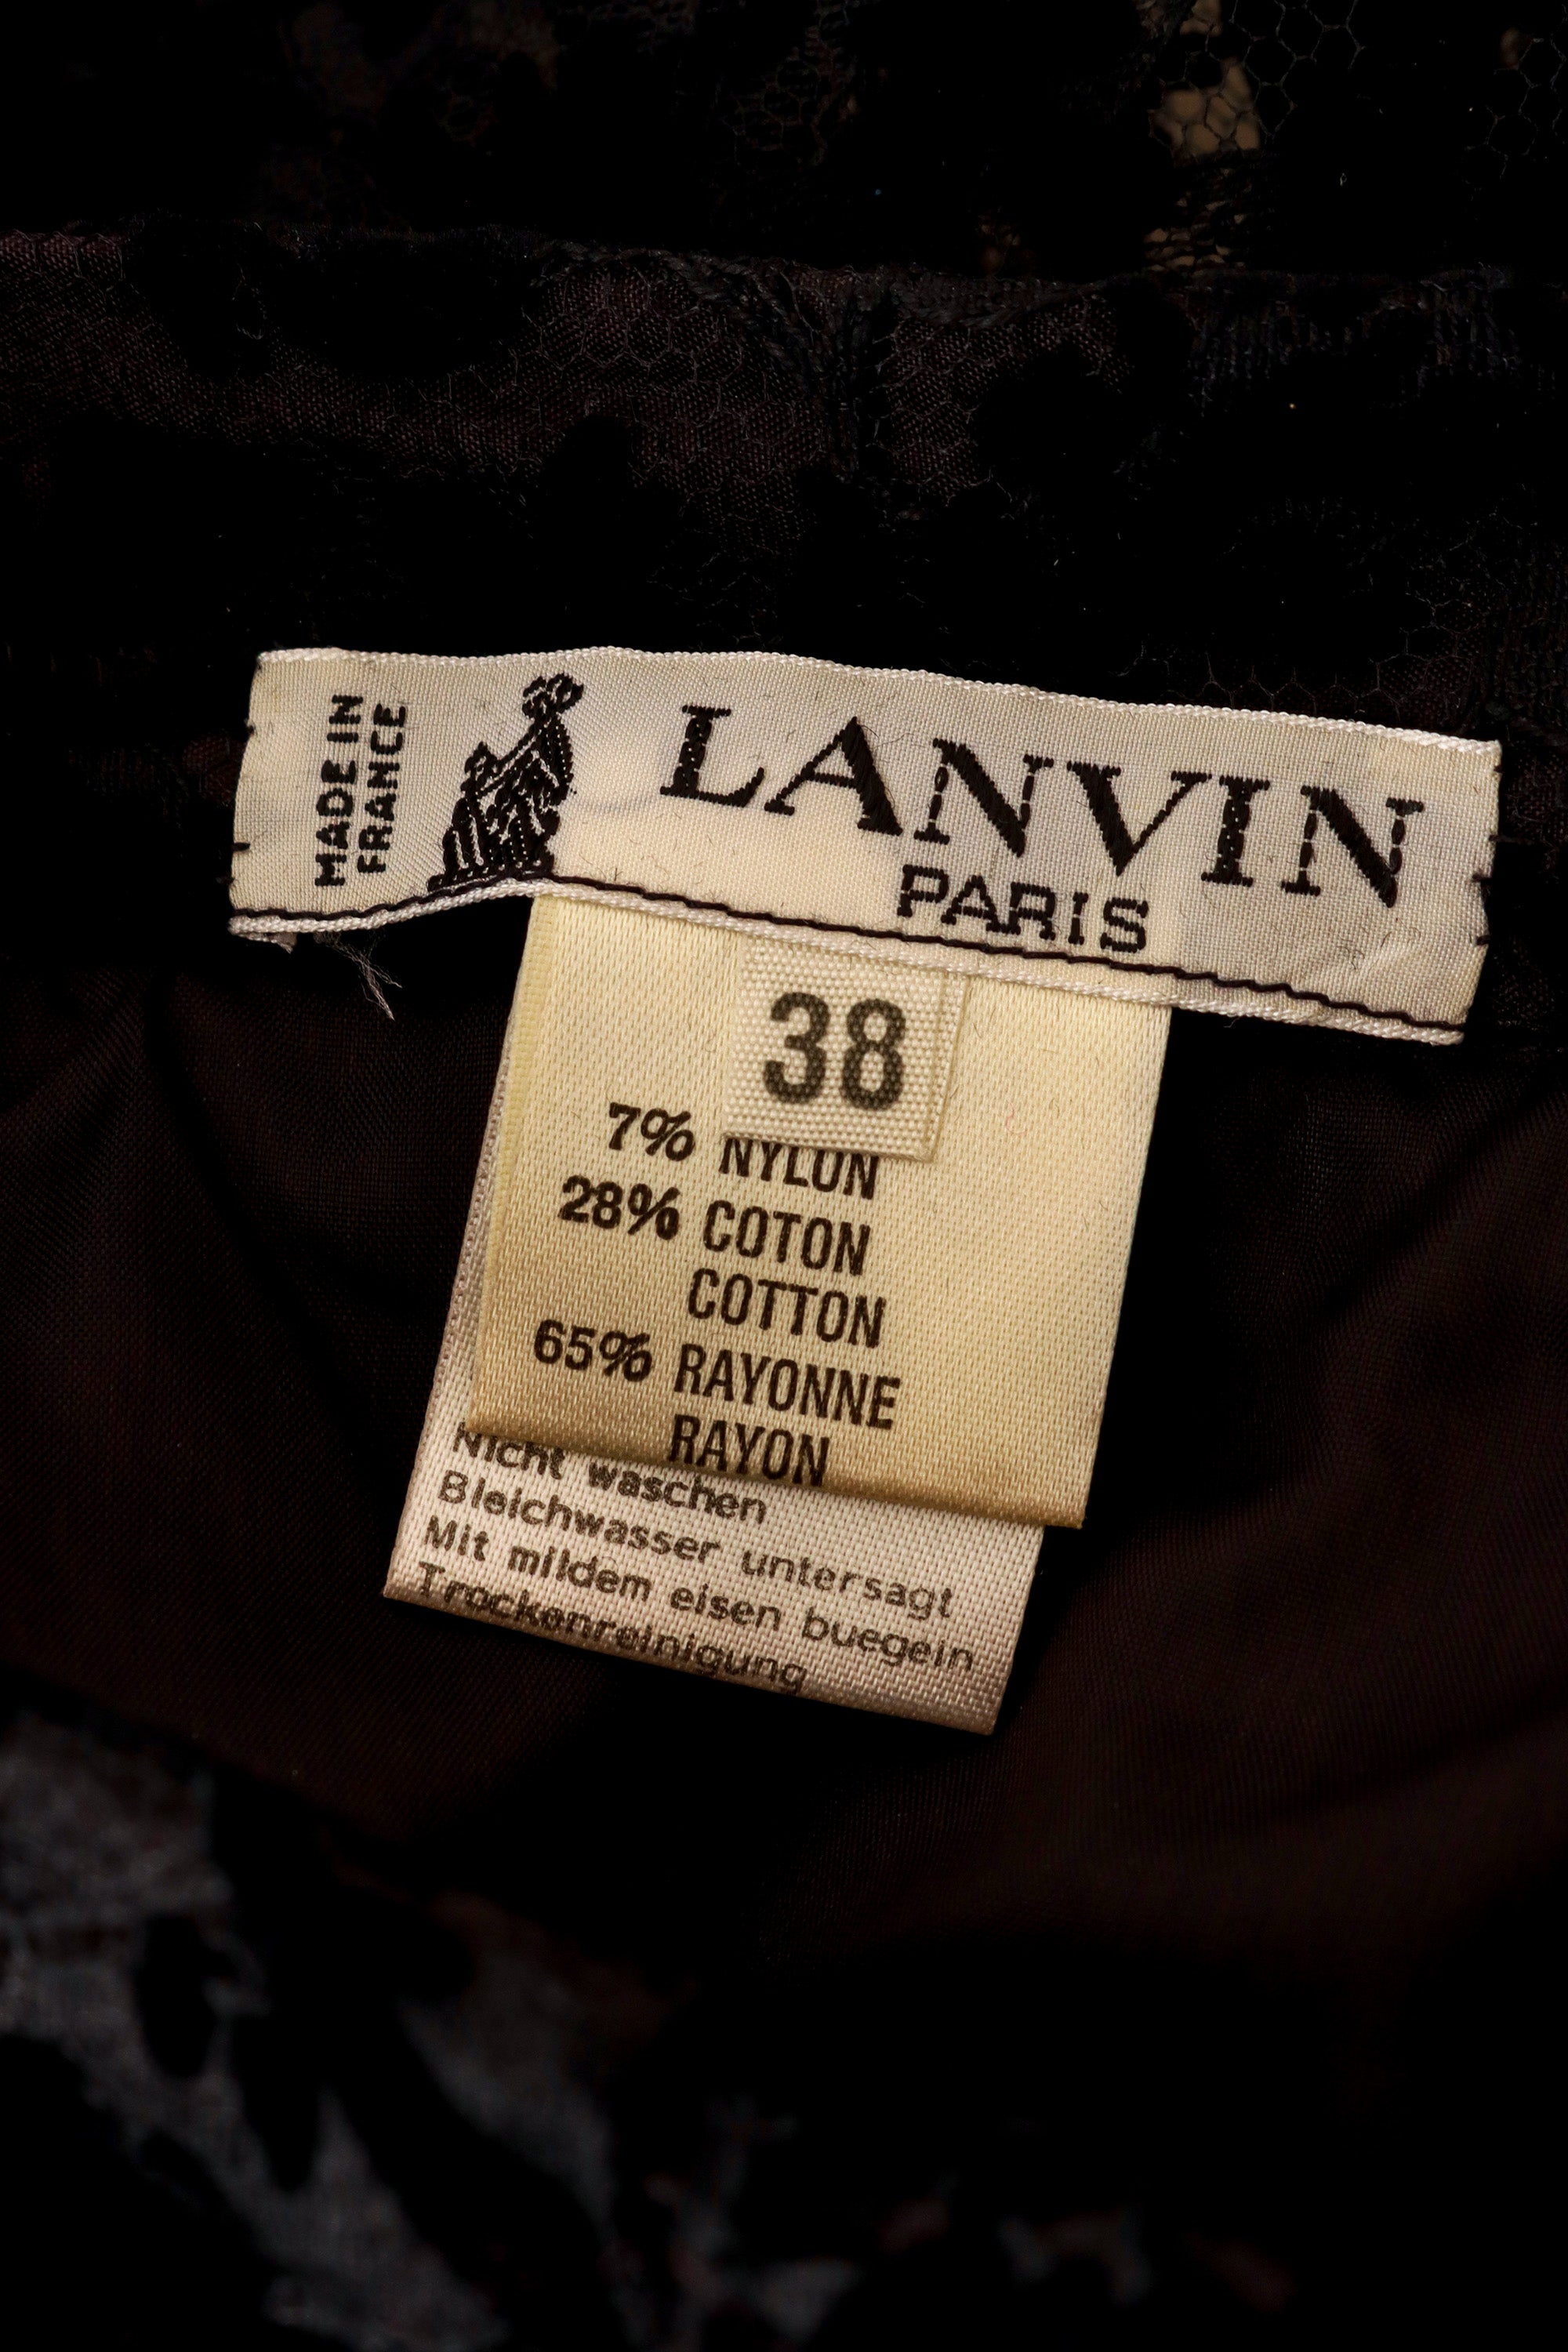 MADE IN
FRANCE
LANVIN
PARIS
38
7% NYLON
28% COTON
COTTON
65% RAYONNE
RAYON
Nicht waschen
Bleichwasser untersagt
Mit mildem eisen buegeln
Trockenreinigung